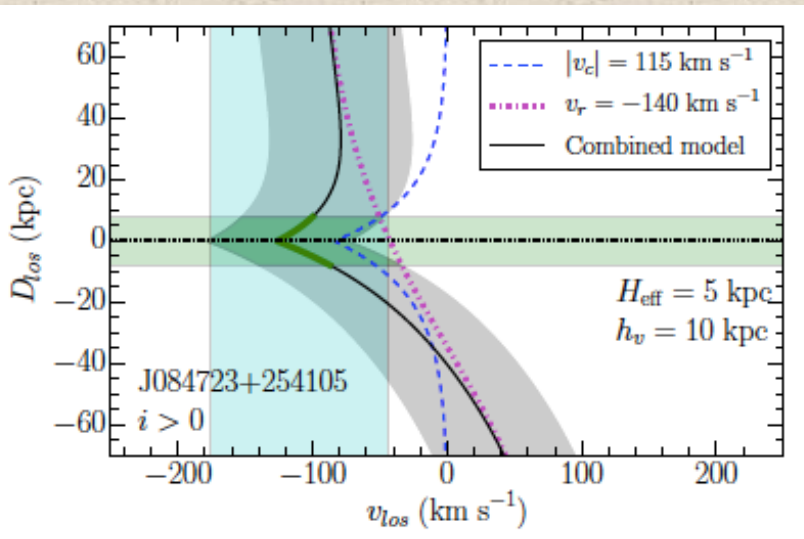 60
40
20
0
−20
−40
−60
D_los (kpc)
|v_c| = 115 km s⁻¹
v_r = −140 km s⁻¹
Combined model
H_eff = 5 kpc
h_v = 10 kpc
J084723+254105
i > 0
−200 −100 0 100 200
v_los (km s⁻¹)